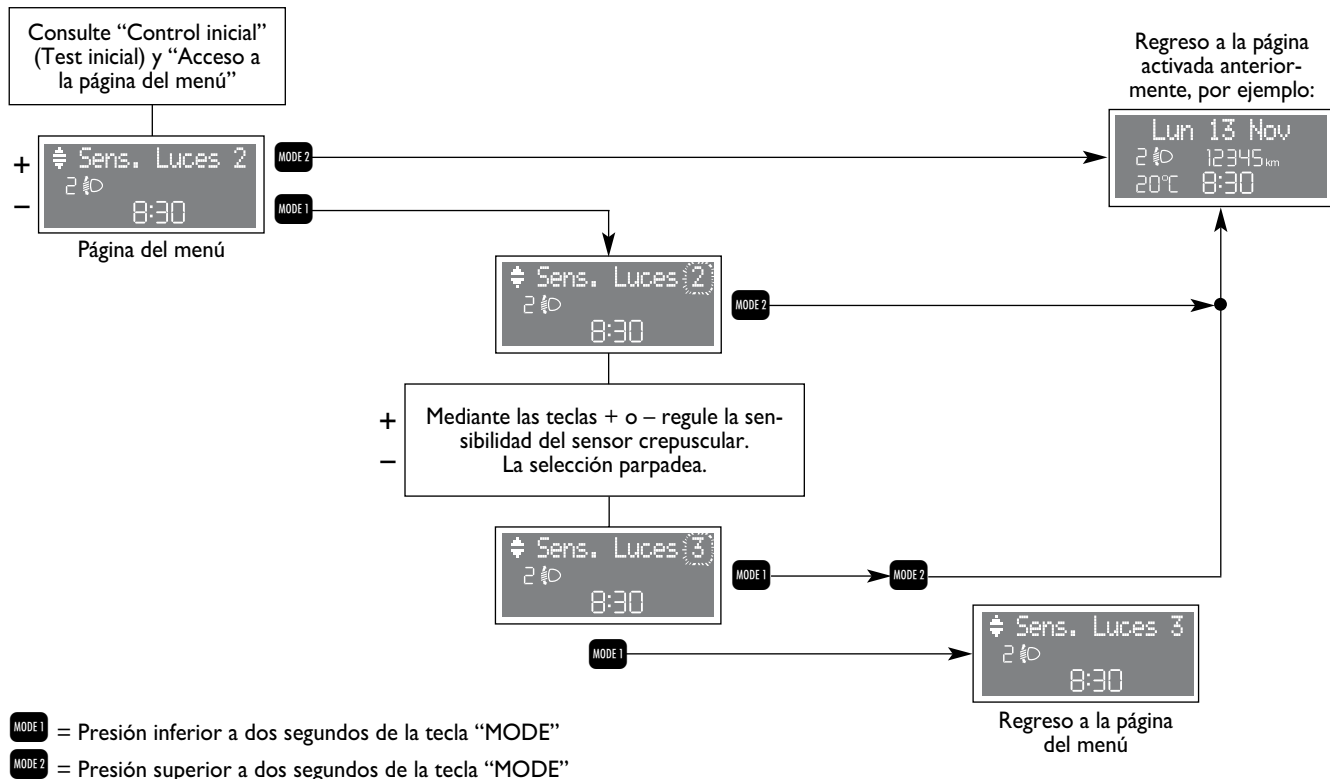 Consulte “Control inicial”
(Test inicial) y “Acceso a
la página del menú”
+
–
Sens. Luces 2
2
8:30
Página del menú
MODE 2
MODE 1
Regreso a la página
activada anterior-
mente, por ejemplo:
Lun 13 Nov
2 12345 km
20°C 8:30
Sens. Luces 2
2
8:30
MODE 2
+
–
Mediante las teclas + o – regule la sen-
sibilidad del sensor crepuscular.
La selección parpadea.
Sens. Luces 3
2
8:30
MODE 1
MODE 2
MODE 1
Sens. Luces 3
2
8:30
Regreso a la página
del menú
MODE 1 = Presión inferior a dos segundos de la tecla “MODE”
MODE 2 = Presión superior a dos segundos de la tecla “MODE”